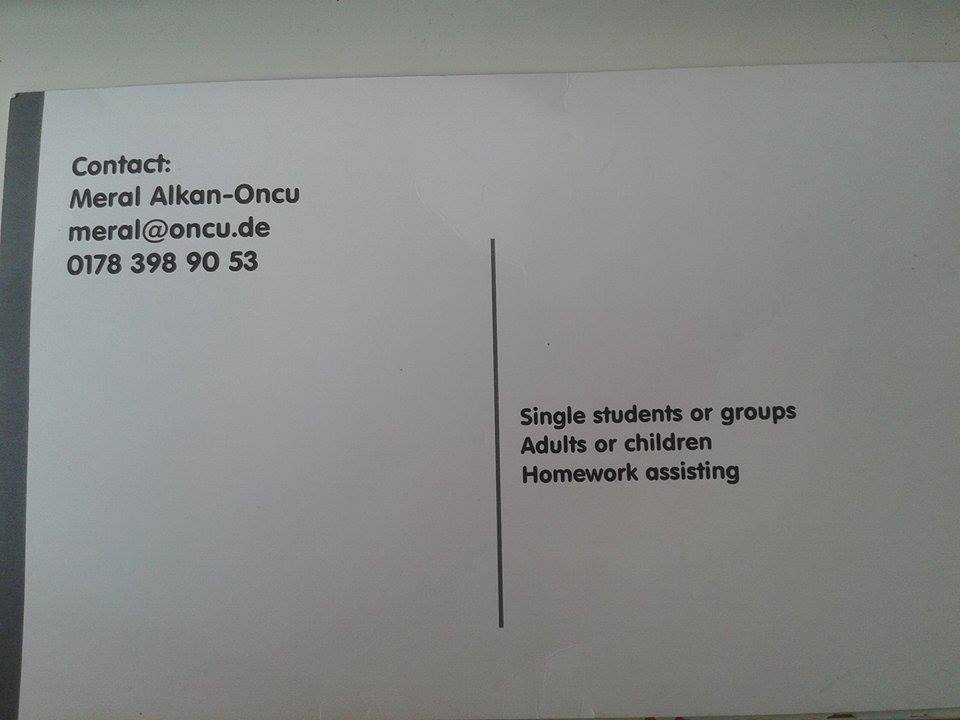 Contact:
Meral Alkan-Oncu
meral@oncu.de
0178 398 90 53
Single students or groups
Adults or children
Homework assisting